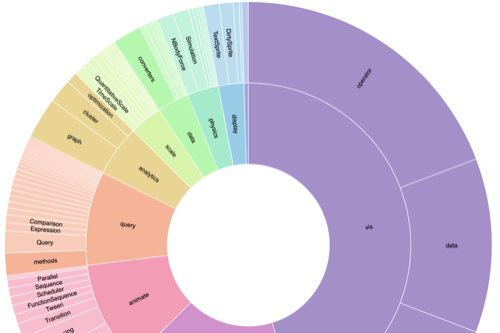 operator
data
vis
DirtySprite
TextSprite
display
Simulation
NBodyForce
physics
converters
data
QuantitativeScale
TimeScale
scale
optimization
cluster
graph
analytics
Comparison
Expression
Query
methods
query
Parallel
Sequence
Scheduler
FunctionSequence
Tween
Transition
animate